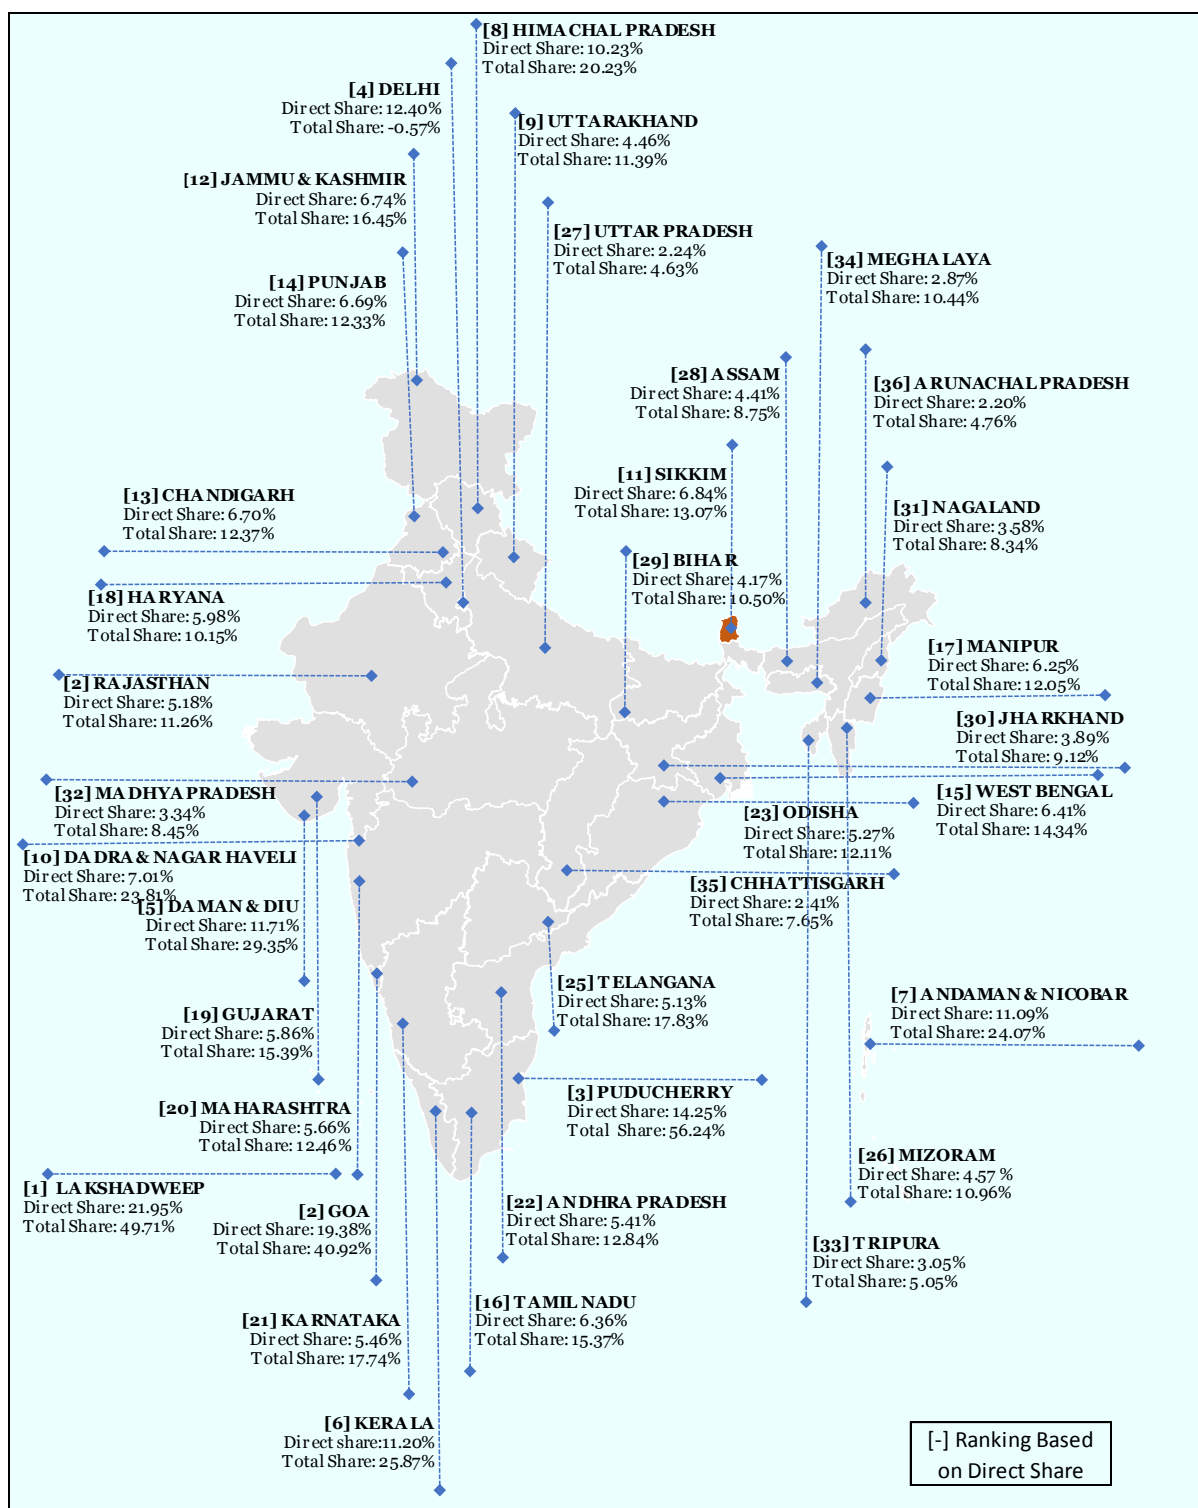 [8] HIMACHAL PRADESH
Direct Share: 10.23%
Total Share: 20.23%
[4] DELHI
Direct Share: 12.40%
Total Share: -0.57%
[9] UTTARAKHAND
Direct Share: 4.46%
Total Share: 11.39%
[12] JAMMU & KASHMIR
Direct Share: 6.74%
Total Share: 16.45%
[27] UTTAR PRADESH
Direct Share: 2.24%
Total Share: 4.63%
[34] MEGHALAYA
Direct Share: 2.87%
Total Share: 10.44%
[14] PUNJAB
Direct Share: 6.69%
Total Share: 12.33%
[28] ASSAM
Direct Share: 4.41%
Total Share: 8.75%
[36] ARUNACHAL PRADESH
Direct Share: 2.20%
Total Share: 4.76%
[11] SIKKIM
Direct Share: 6.84%
Total Share: 13.07%
[13] CHANDIGARH
Direct Share: 6.70%
Total Share: 12.37%
[31] NAGALAND
Direct Share: 3.58%
Total Share: 8.34%
[29] BIHAR
Direct Share: 4.17%
Total Share: 10.50%
[18] HARYANA
Direct Share: 5.98%
Total Share: 10.15%
[17] MANIPUR
Direct Share: 6.25%
Total Share: 12.05%
[2] RAJASTHAN
Direct Share: 5.18%
Total Share: 11.26%
[30] JHARKHAND
Direct Share: 3.89%
Total Share: 9.12%
[32] MADHYA PRADESH
Direct Share: 3.34%
Total Share: 8.45%
[15] WEST BENGAL
Direct Share: 6.41%
Total Share: 14.34%
[23] ODISHA
Direct Share: 5.27%
Total Share: 12.11%
[10] DADRA & NAGAR HAVELI
Direct Share: 7.01%
Total Share: 23.81%
[35] CHHATTISGARH
Direct Share: 2.41%
Total Share: 7.65%
[5] DAMAN & DIU
Direct Share: 11.71%
Total Share: 29.35%
[25] TELANGANA
Direct Share: 5.13%
Total Share: 17.83%
[7] ANDAMAN & NICOBAR
Direct Share: 11.09%
Total Share: 24.07%
[19] GUJARAT
Direct Share: 5.86%
Total Share: 15.39%
[3] PUDUCHERRY
Direct Share: 14.25%
Total Share: 56.24%
[20] MAHARASHTRA
Direct Share: 5.66%
Total Share: 12.46%
[26] MIZORAM
Direct Share: 4.57 %
Total Share: 10.96%
[1] LAKSHADWEEP
Direct Share: 21.95%
Total Share: 49.71%
[2] GOA
Direct Share: 19.38%
Total Share: 40.92%
[22] ANDHRA PRADESH
Direct Share: 5.41%
Total Share: 12.84%
[33] TRIPURA
Direct Share: 3.05%
Total Share: 5.05%
[16] TAMIL NADU
Direct Share: 6.36%
Total Share: 15.37%
[21] KARNATAKA
Direct Share: 5.46%
Total Share: 17.74%
[6] KERALA
Direct share:11.20%
Total Share: 25.87%
[-] Ranking Based
on Direct Share